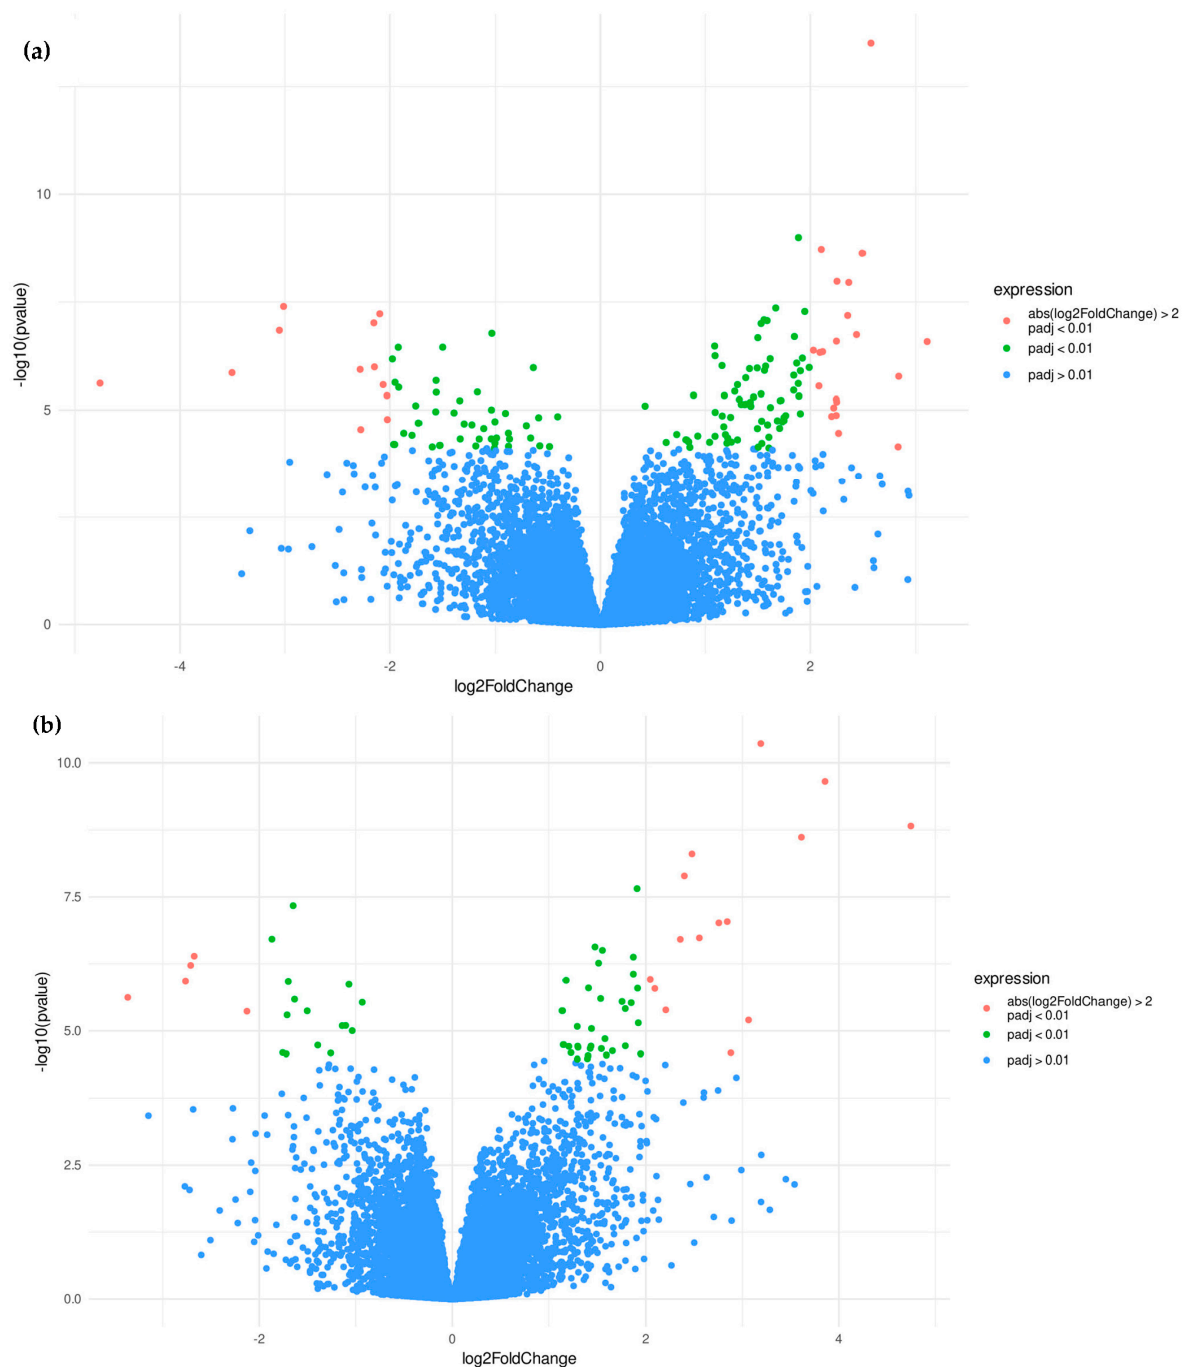 (a)
10
5
0
-log10(pvalue)
-4
-2
0
2
log2FoldChange
expression
abs(log2FoldChange) > 2
padj < 0.01
padj < 0.01
padj > 0.01
(b)
10.0
7.5
5.0
2.5
0.0
-log10(pvalue)
-2
0
2
4
log2FoldChange
expression
abs(log2FoldChange) > 2
padj < 0.01
padj < 0.01
padj > 0.01